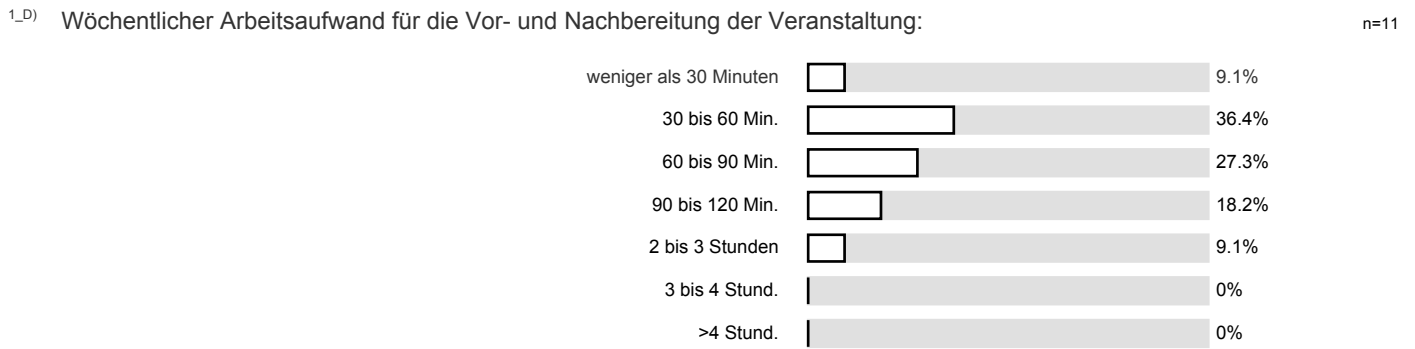 1_D) Wöchentlicher Arbeitsaufwand für die Vor- und Nachbereitung der Veranstaltung: n=11
weniger als 30 Minuten 9.1%
30 bis 60 Min. 36.4%
60 bis 90 Min. 27.3%
90 bis 120 Min. 18.2%
2 bis 3 Stunden 9.1%
3 bis 4 Stund. 0%
>4 Stund. 0%